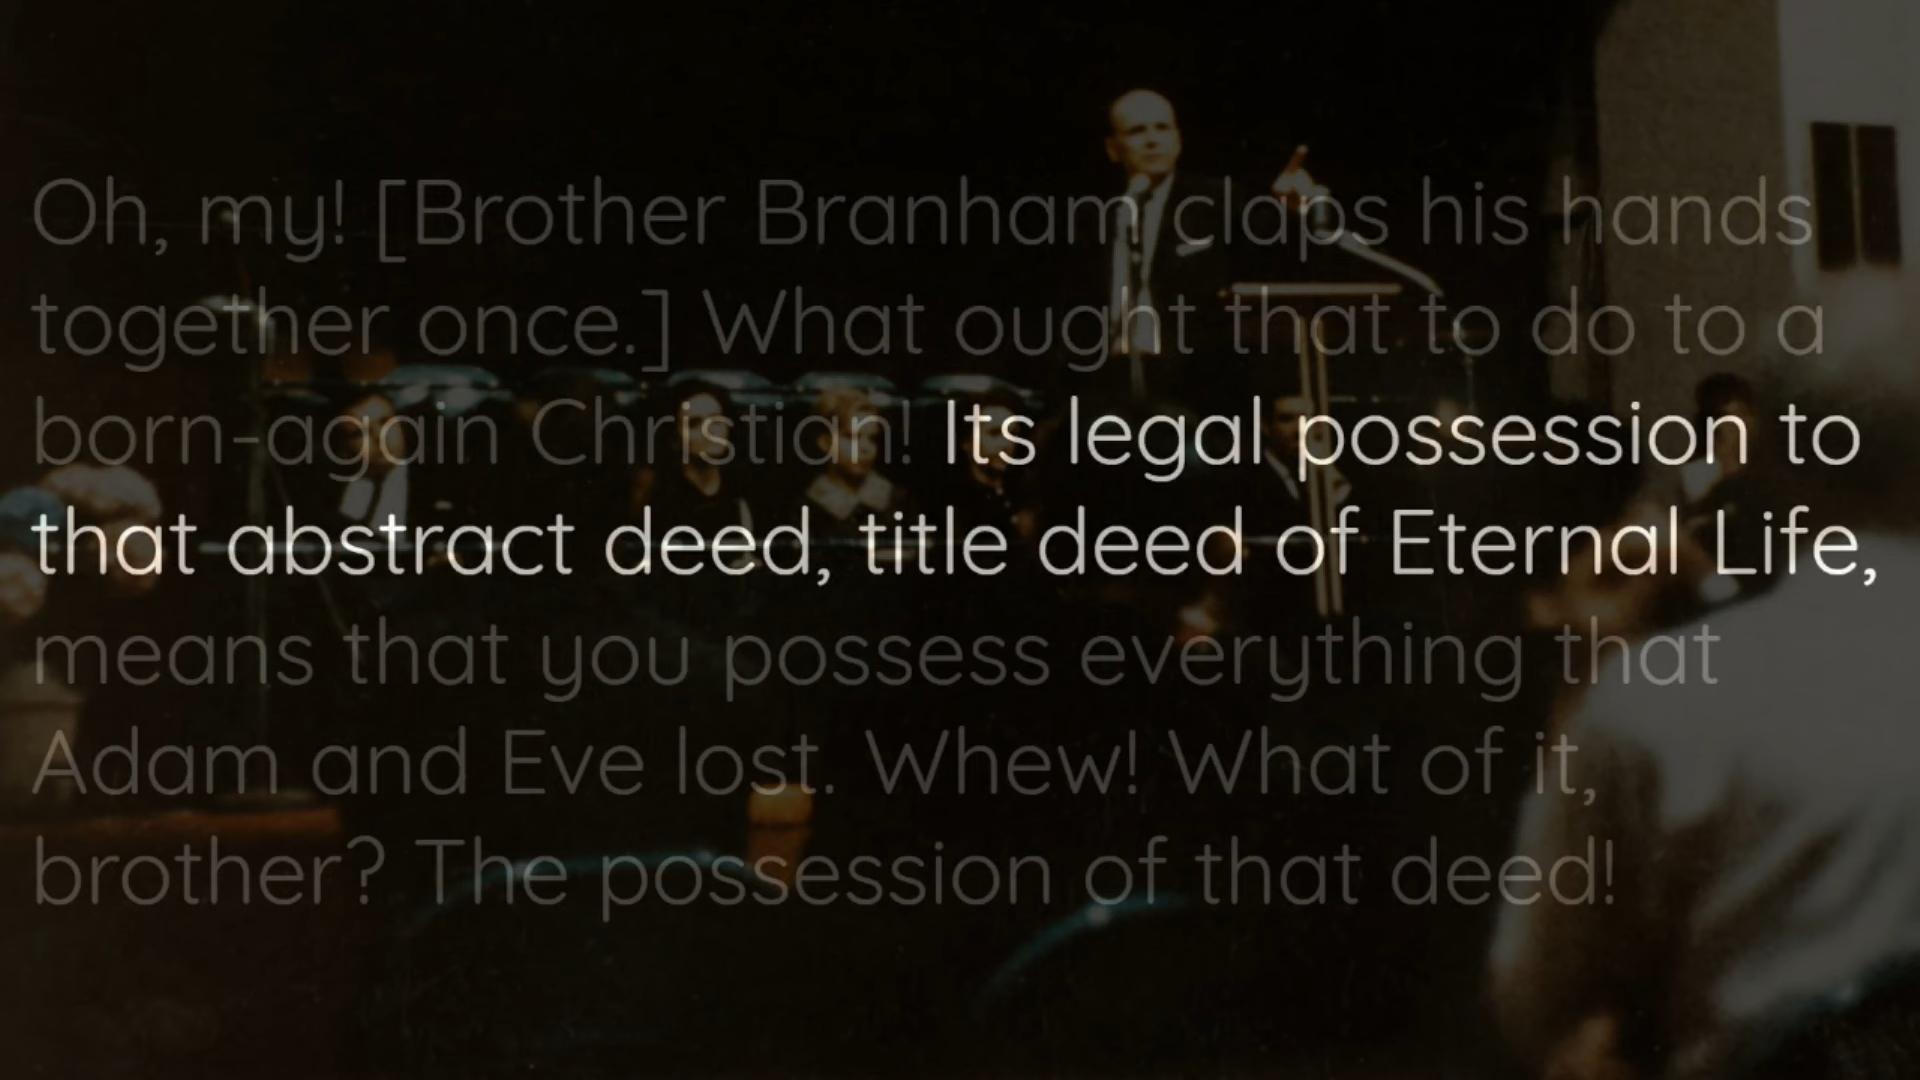 Oh, my! [Brother Branham claps his hands
together once.] What ought that to do to a
born-again Christian! Its legal possession to
that abstract deed, title deed of Eternal Life,
means that you possess everything that
Adam and Eve lost. Whew! What of it,
brother? The possession of that deed!